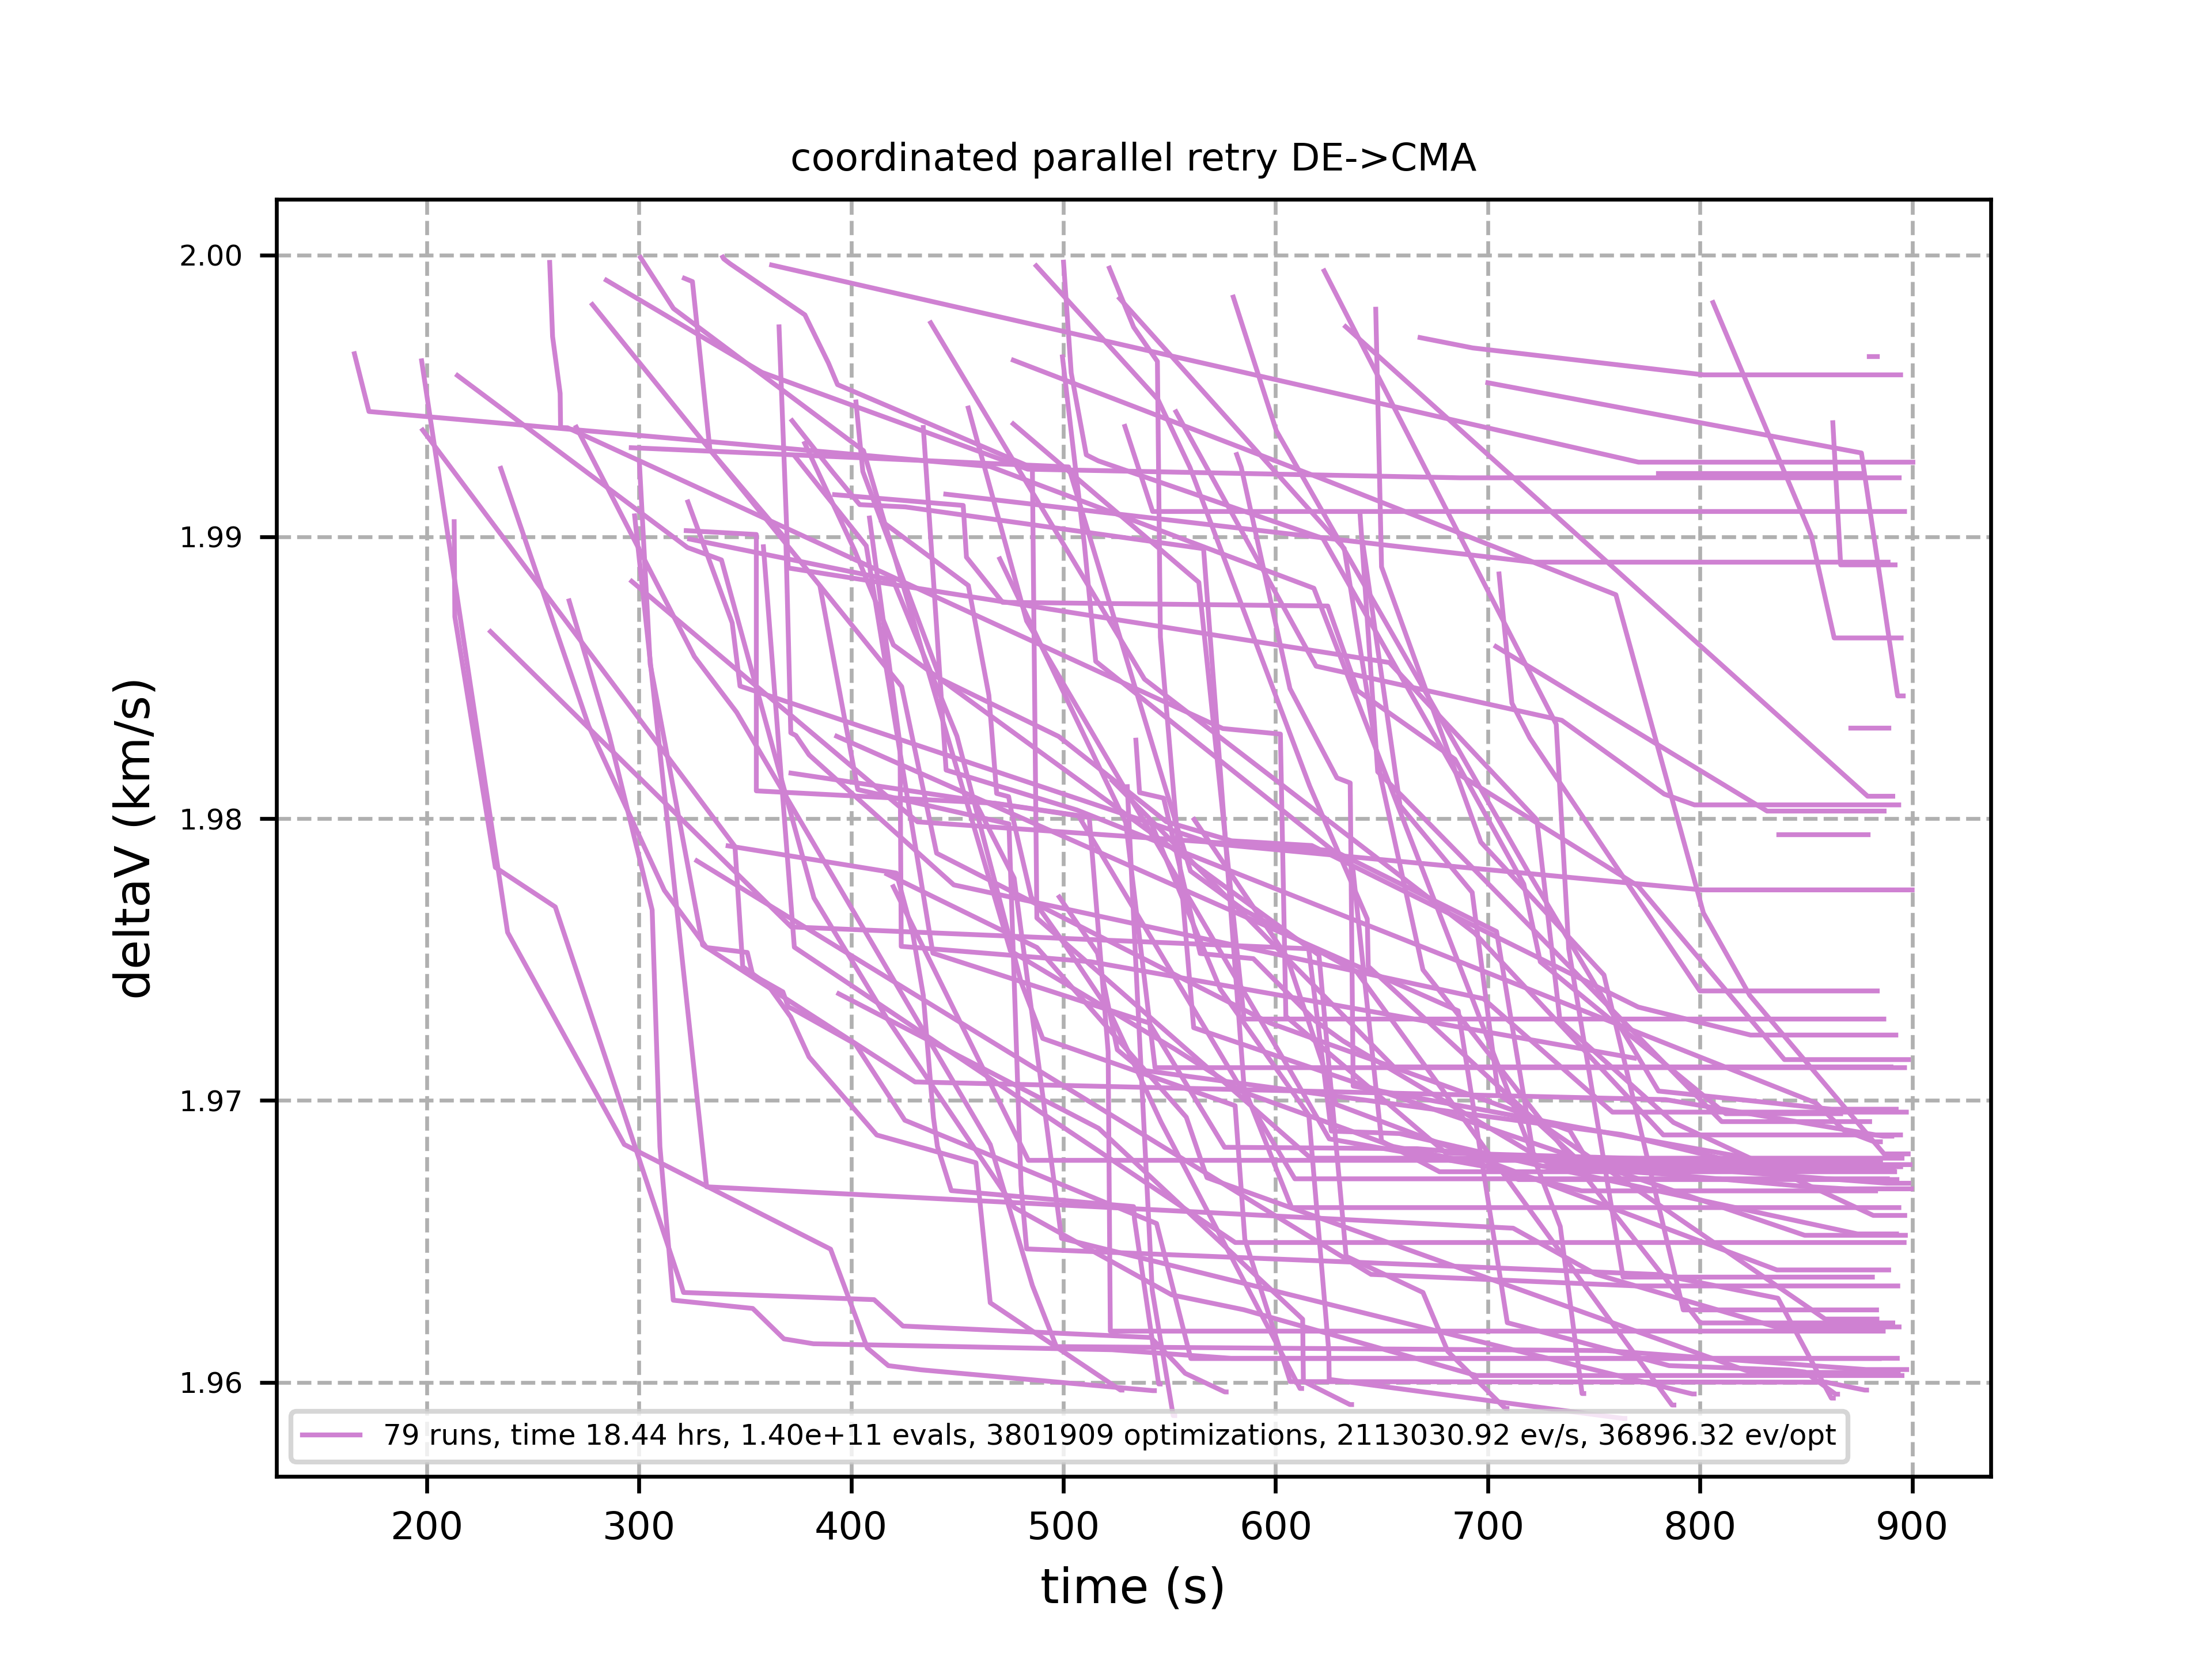 coordinated parallel retry DE->CMA
2.00
1.99
1.98
1.97
1.96
deltaV (km/s)
79 runs, time 18.44 hrs, 1.40e+11 evals, 3801909 optimizations, 2113030.92 ev/s, 36896.32 ev/opt
200 300 400 500 600 700 800 900
time (s)